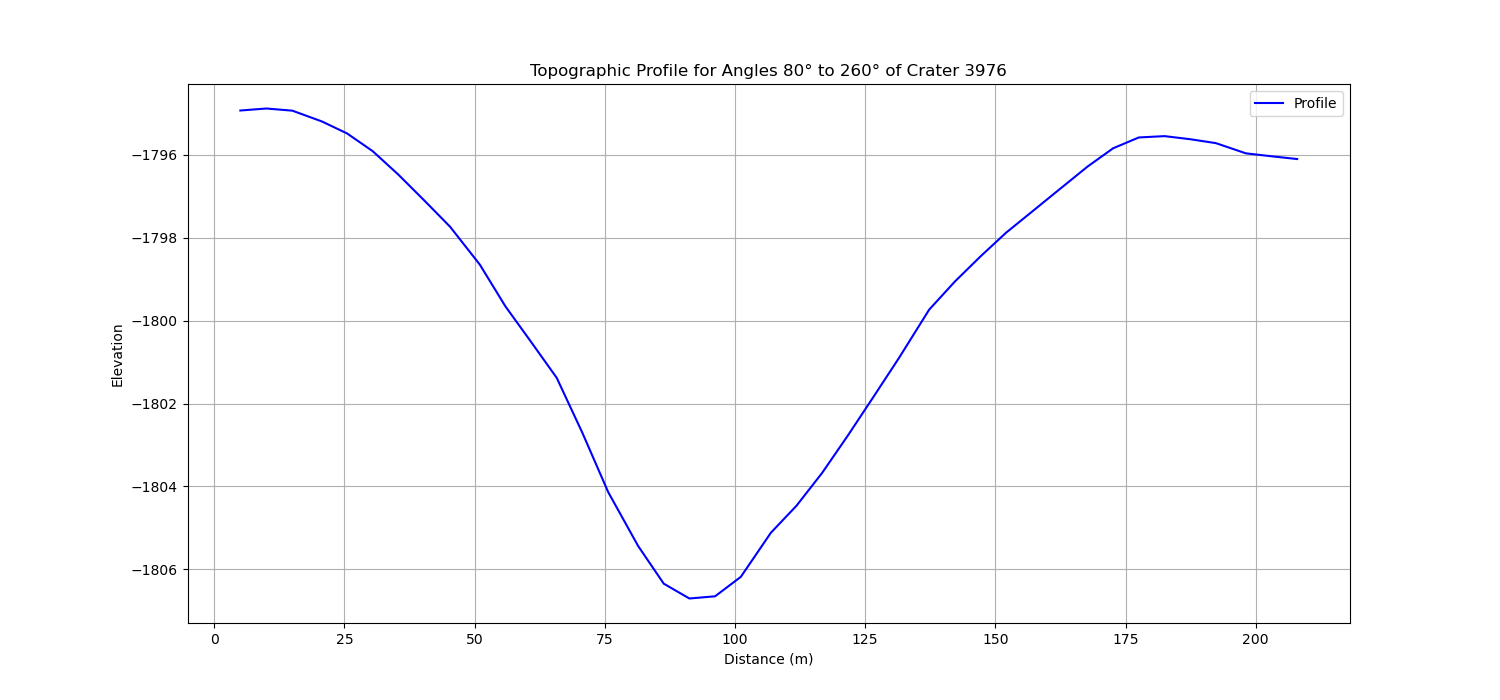 Topographic Profile for Angles 80° to 260° of Crater 3976
Profile
−1796
−1798
−1800
−1802
−1804
−1806
Elevation
0 25 50 75 100 125 150 175 200
Distance (m)